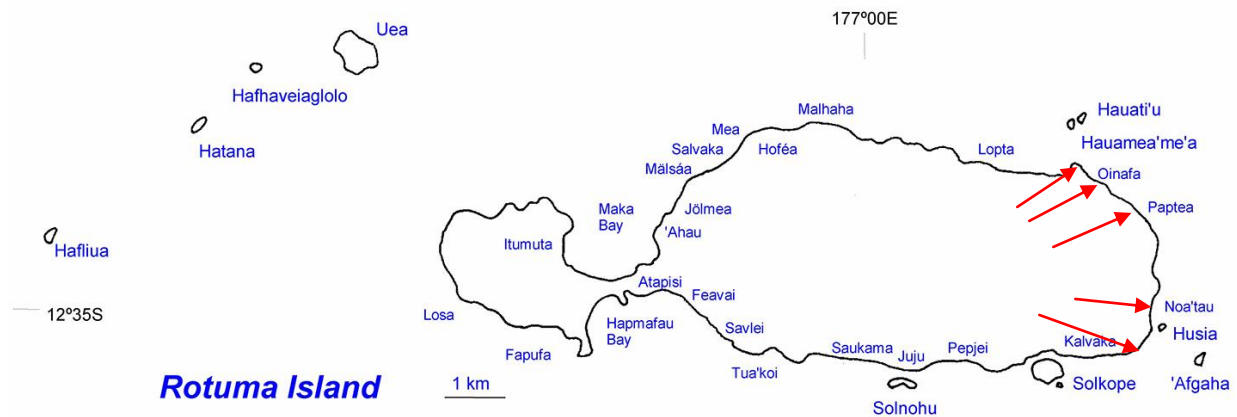 177º00E
Uea
Hafhaveiaglolo
Hatana
Hafliua
12º35S
Malhaha
Mea
Salvaka
Hoféa
Mälsáa
Lopta
Hauati'u
Hauamea'me'a
Oinafa
Paptea
Maka
Bay
Jölmea
'Ahau
Itumuta
Atapisi
Feavai
Losa
Hapmafau
Bay
Savlei
Fapufa
Tua'koi
Saukama
Juju
Pepjei
Kalvaka
Noa'tau
Husia
'Afgaha
Solkope
Solnohu
Rotuma Island
1 km